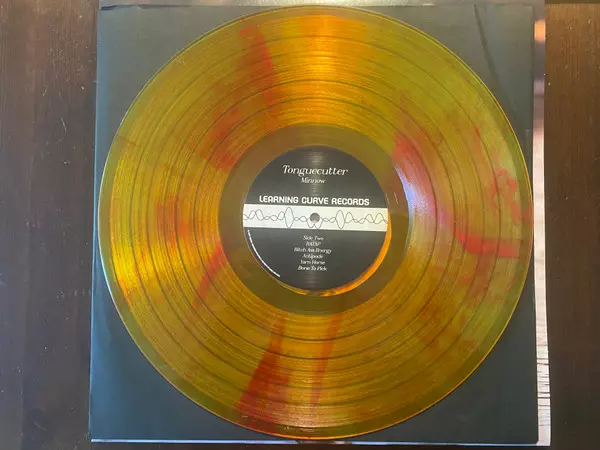 Tonguecutter
Minnow
LEARNING CURVE RECORDS
Side Two
Bitch Ass Energy
Antipode
Yarn Horse
Bone To Pick